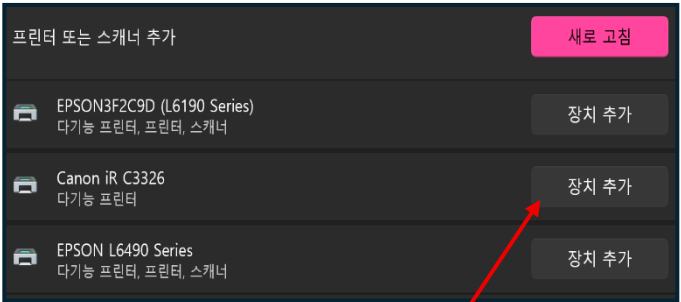 프린터 또는 스캐너 추가
새로 고침
EPSON3F2C9D (L6190 Series)
다기능 프린터, 프린터, 스캐너
장치 추가
Canon iR C3326
다기능 프린터
장치 추가
EPSON L6490 Series
다기능 프린터, 프린터, 스캐너
장치 추가